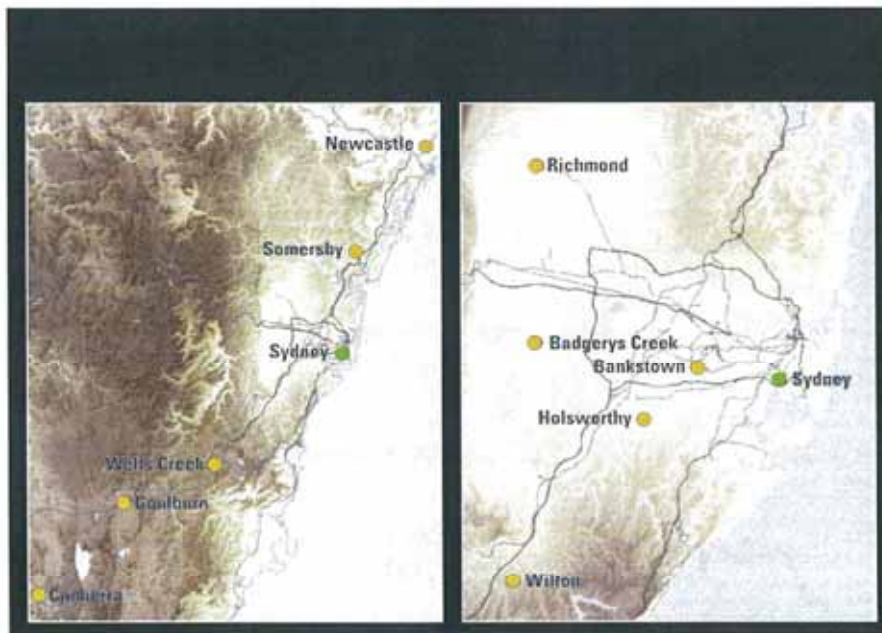 Newcastle
Somersby
Sydney
Wells Creek
Goulburn
Canberra
Richmond
Badgerys Creek
Bankstown
Sydney
Holsworthy
Wilton